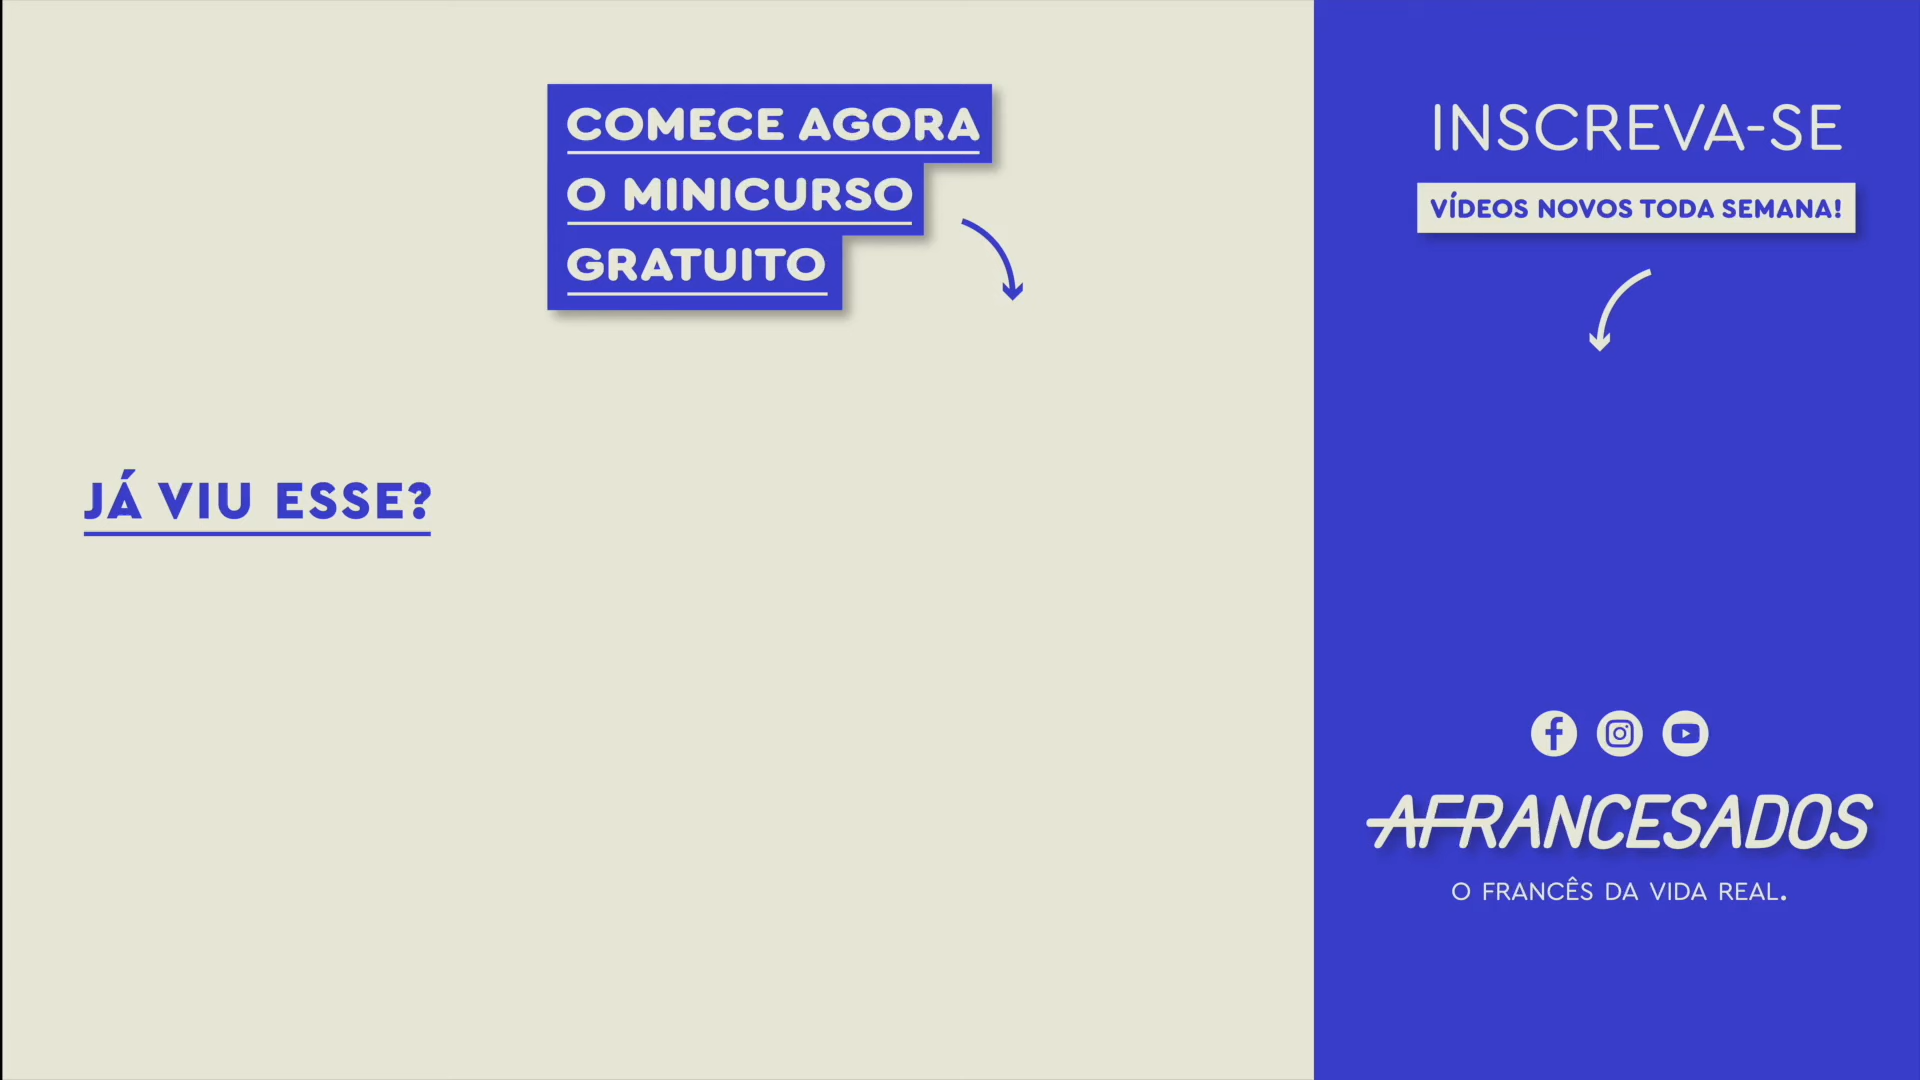 COMECE AGORA
O MINICURSO
GRATUITO
JÁ VIU ESSE?
INSCREVA-SE
VÍDEOS NOVOS TODA SEMANA!
AFRANCESADOS
O FRANCÊS DA VIDA REAL.